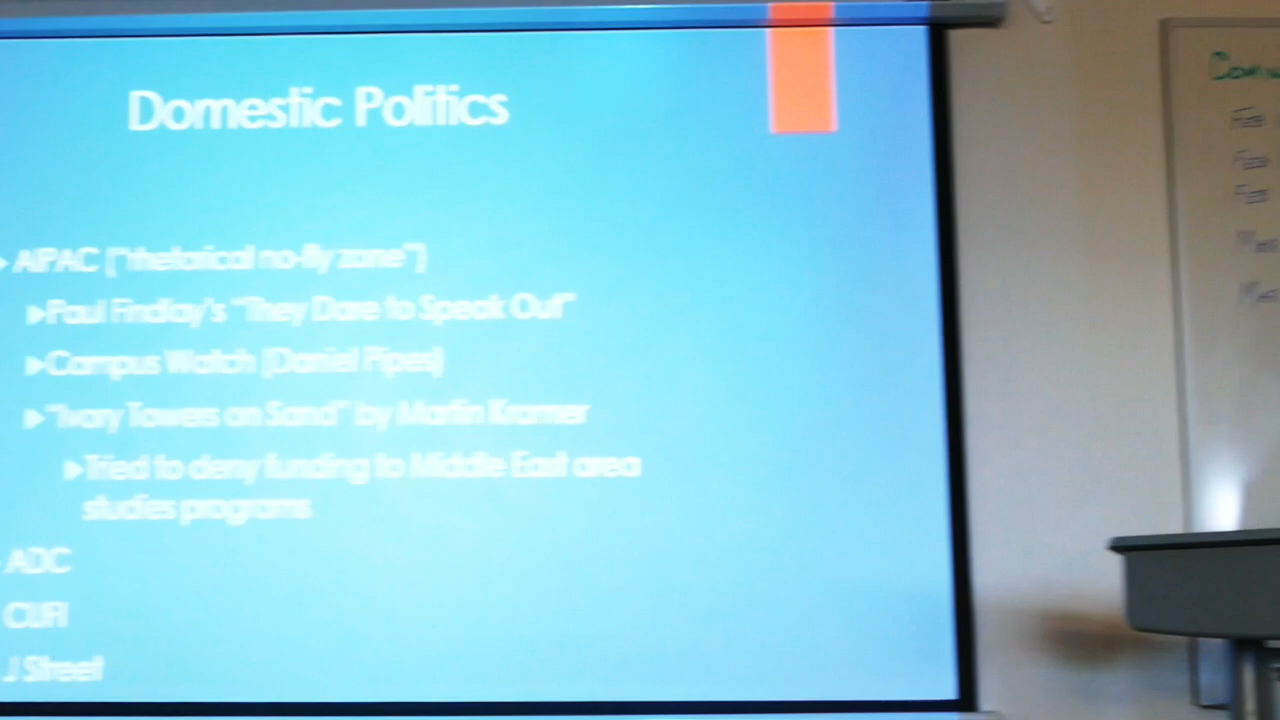 Domestic Politics
AIPAC ("rhetorical no-fly zone")
Paul Findlay's "They Dare to Speak Out"
Campus Watch (Daniel Pipes)
"Ivory Towers on Sand" by Martin Kramer
Tried to deny funding to Middle East area
studies programs
ADC
CUFI
J Street